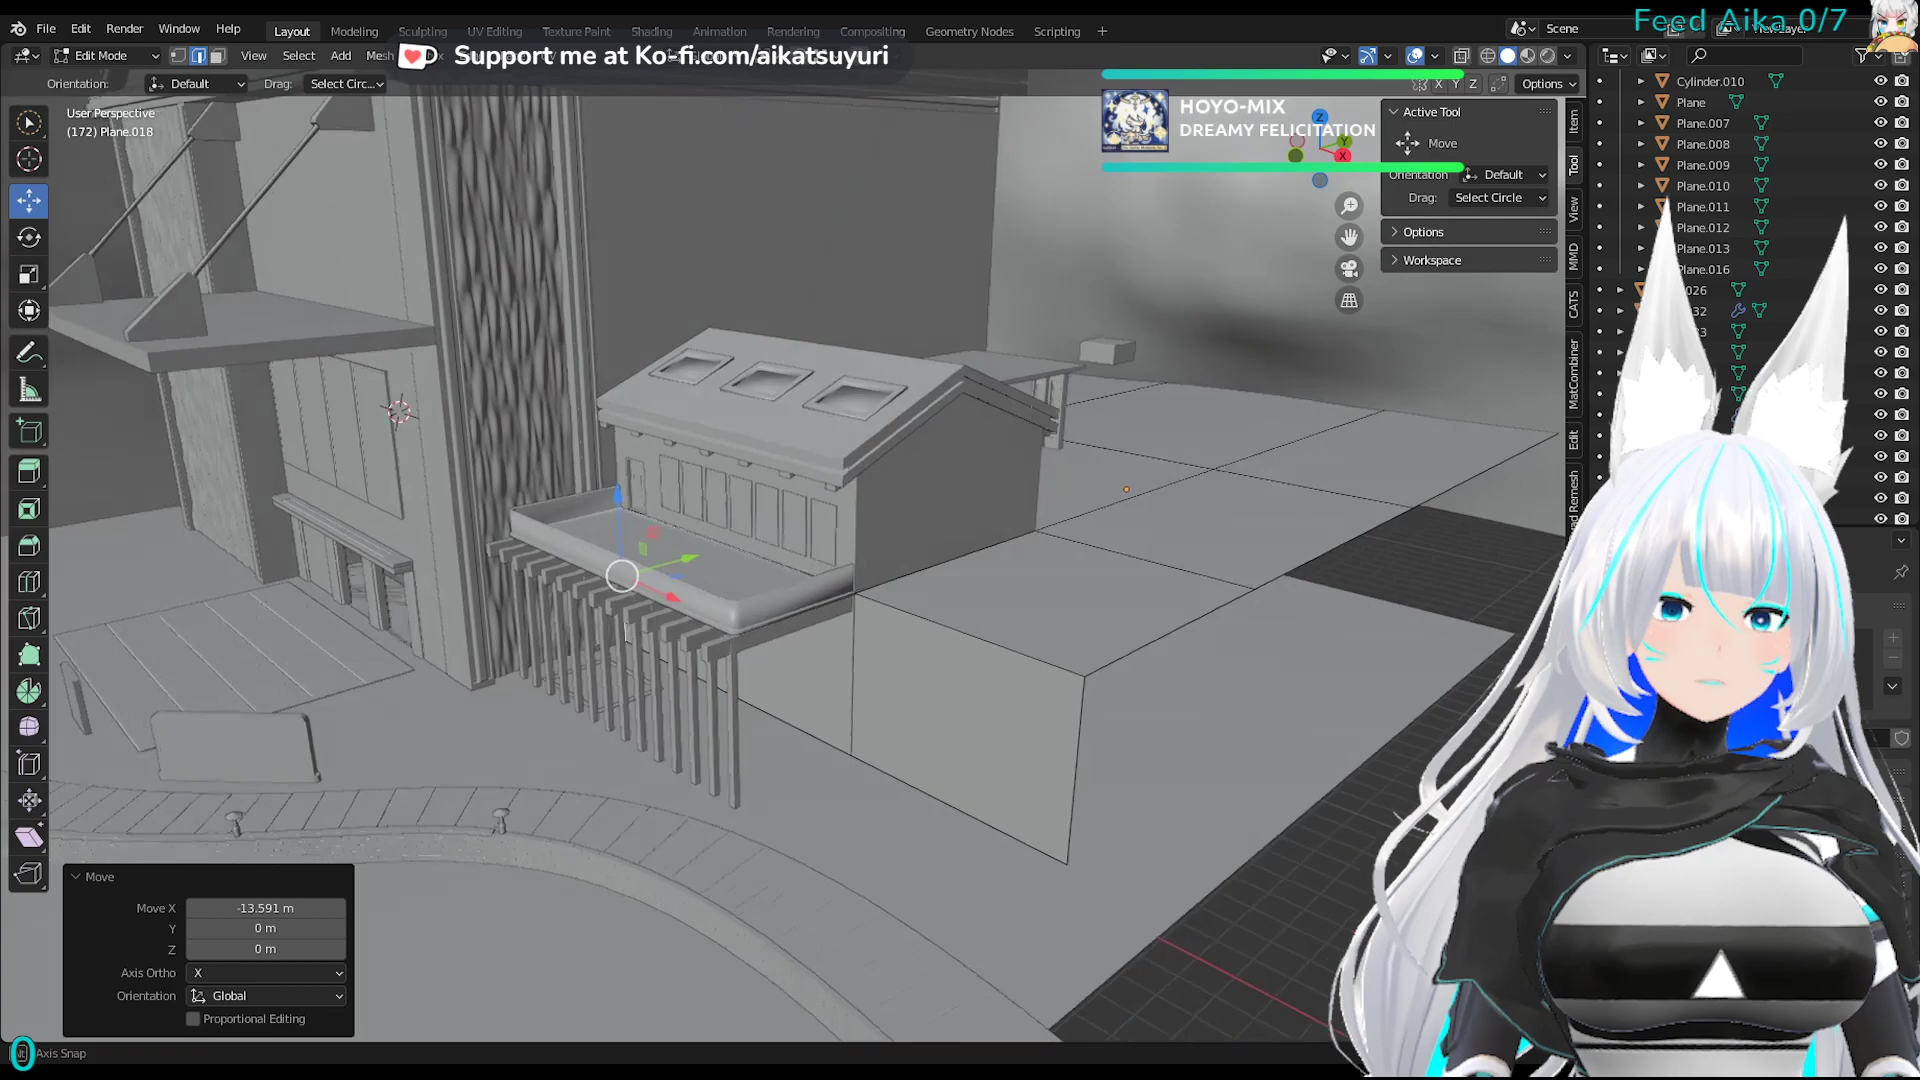 File Edit Render Window Help
Layout Modeling Sculpting UV Editing Texture Paint Shading Animation Rendering Compositing Geometry Nodes Scripting +
Scene
Feed Aika 0/7
Edit Mode View Select Add Mesh
Support me at Ko-fi.com/aikatsuyuri
Orientation: Default Drag: Select Circ...
X Y Z Options
User Perspective
(172) Plane.018
HOYO-MIX
DREAMY FELICITATION
Z
Y
X
Active Tool
Move
Orientation Default
Drag: Select Circle
Options
Workspace
Item
Tool
View
MMD
CATS
MatCombiner
Edit
ad Remesh
Cylinder.010
Plane
Plane.007
Plane.008
Plane.009
Plane.010
Plane.011
Plane.012
Plane.013
Plane.016
026
32
Move
Move X -13.591 m
Y 0 m
Z 0 m
Axis Ortho X
Orientation Global
Proportional Editing
0 Axis Snap